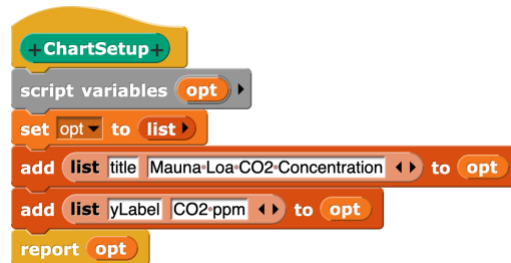 +ChartSetup+
script variables opt
set opt to list
add list title Mauna Loa CO2 Concentration to opt
add list yLabel CO2 ppm to opt
report opt